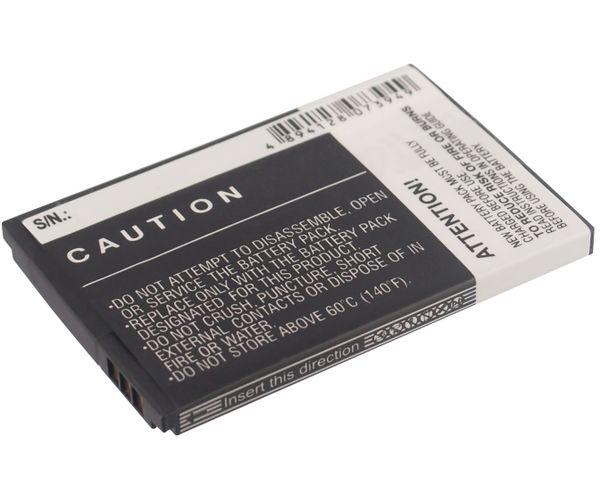 S/N.:
CAUTION
•DO NOT ATTEMPT TO DISASSEMBLE, OPEN
OR SERVICE THE BATTERY PACK.
•REPLACE ONLY WITH THE BATTERY PACK
DESIGNATED FOR THIS PRODUCT.
•DO NOT CRUSH, PUNCTURE, SHORT
EXTERNAL CONTACTS OR DISPOSE OF IN
FIRE OR WATER.
•DO NOT STORE ABOVE 60°C (140°F).
Insert this direction
4 894128 073949
ATTENTION!
NEW BATTERY PACK MUST BE FULLY
CHARGED BEFORE USE.
TO REDUCE RISK OF FIRE OR BURNS
READ INSTRUCTIONS IN OPERATING GUIDE
BEFORE USING THE BATTERY.